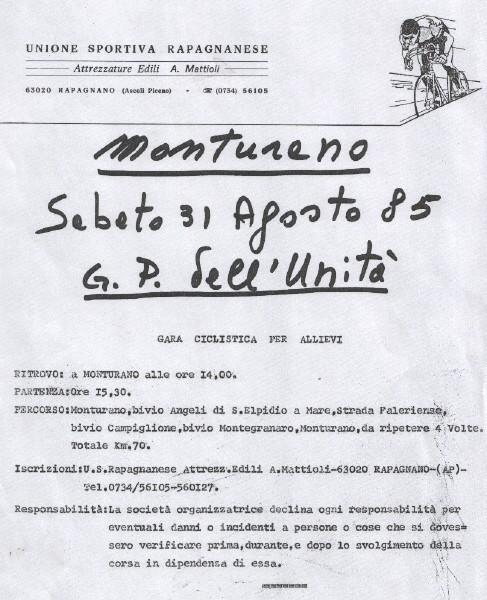 UNIONE SPORTIVA RAPAGNANESE
Attrezzature Edili A. Mattioli
63020 RAPAGNANO (Ascoli Piceno) - ☎ (0734) 56105
Montureno
Sabato 31 Agosto 85
G. P. dell'Unità
GARA CICLISTICA PER ALLIEVI
RITROVO: a MONTURANO alle ore I4,00.
PARTENZA:Ore I5,30.
PERCORSO:Monturano,bivio Angeli di S.Elpidio a Mare,Strada Faleriense,
bivio Campiglione,bivio Montegranaro,Monturano,da ripetere 4 Volte.
Totale Km.70.
Iscrizioni:U.S.Rapagnanese Attrezz.Edili A.Mattioli-63020 RAPAGNANO-(AP)-
Tel.0734/56I05-560I27.
Responsabilità:La società organizzatrice declina ogni responsabilità per
eventuali danni o incidenti a persone o cose che si doves=
sero verificare prima,durante,e dopo lo svolgimento della
corsa in dipendenza di essa.